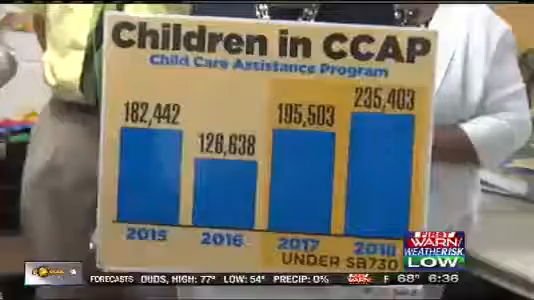 Children in CCAP
Child Care Assistance Program
182,442
128,638
195,503
235,403
2015
2016
2017
2018
UNDER SB730
FIRST
WARN
WEATHER RISK
LOW
FORECASTS
HIGH: 77° LOW: 54° PRECIP: 0%
68° 6:36